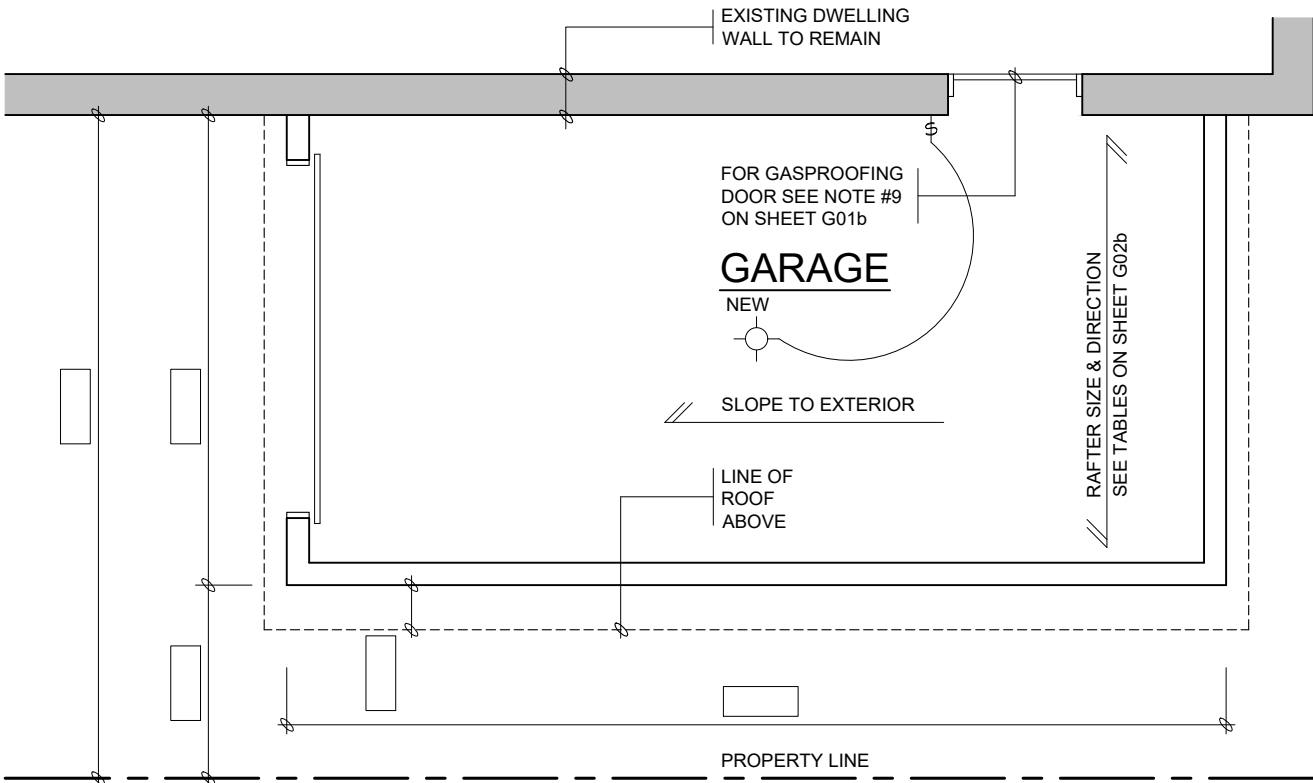 EXISTING DWELLING
WALL TO REMAIN
S
FOR GASPROOFING
DOOR SEE NOTE #9
ON SHEET G01b
GARAGE
NEW
SLOPE TO EXTERIOR
RAFTER SIZE & DIRECTION
SEE TABLES ON SHEET G02b
LINE OF
ROOF
ABOVE
PROPERTY LINE